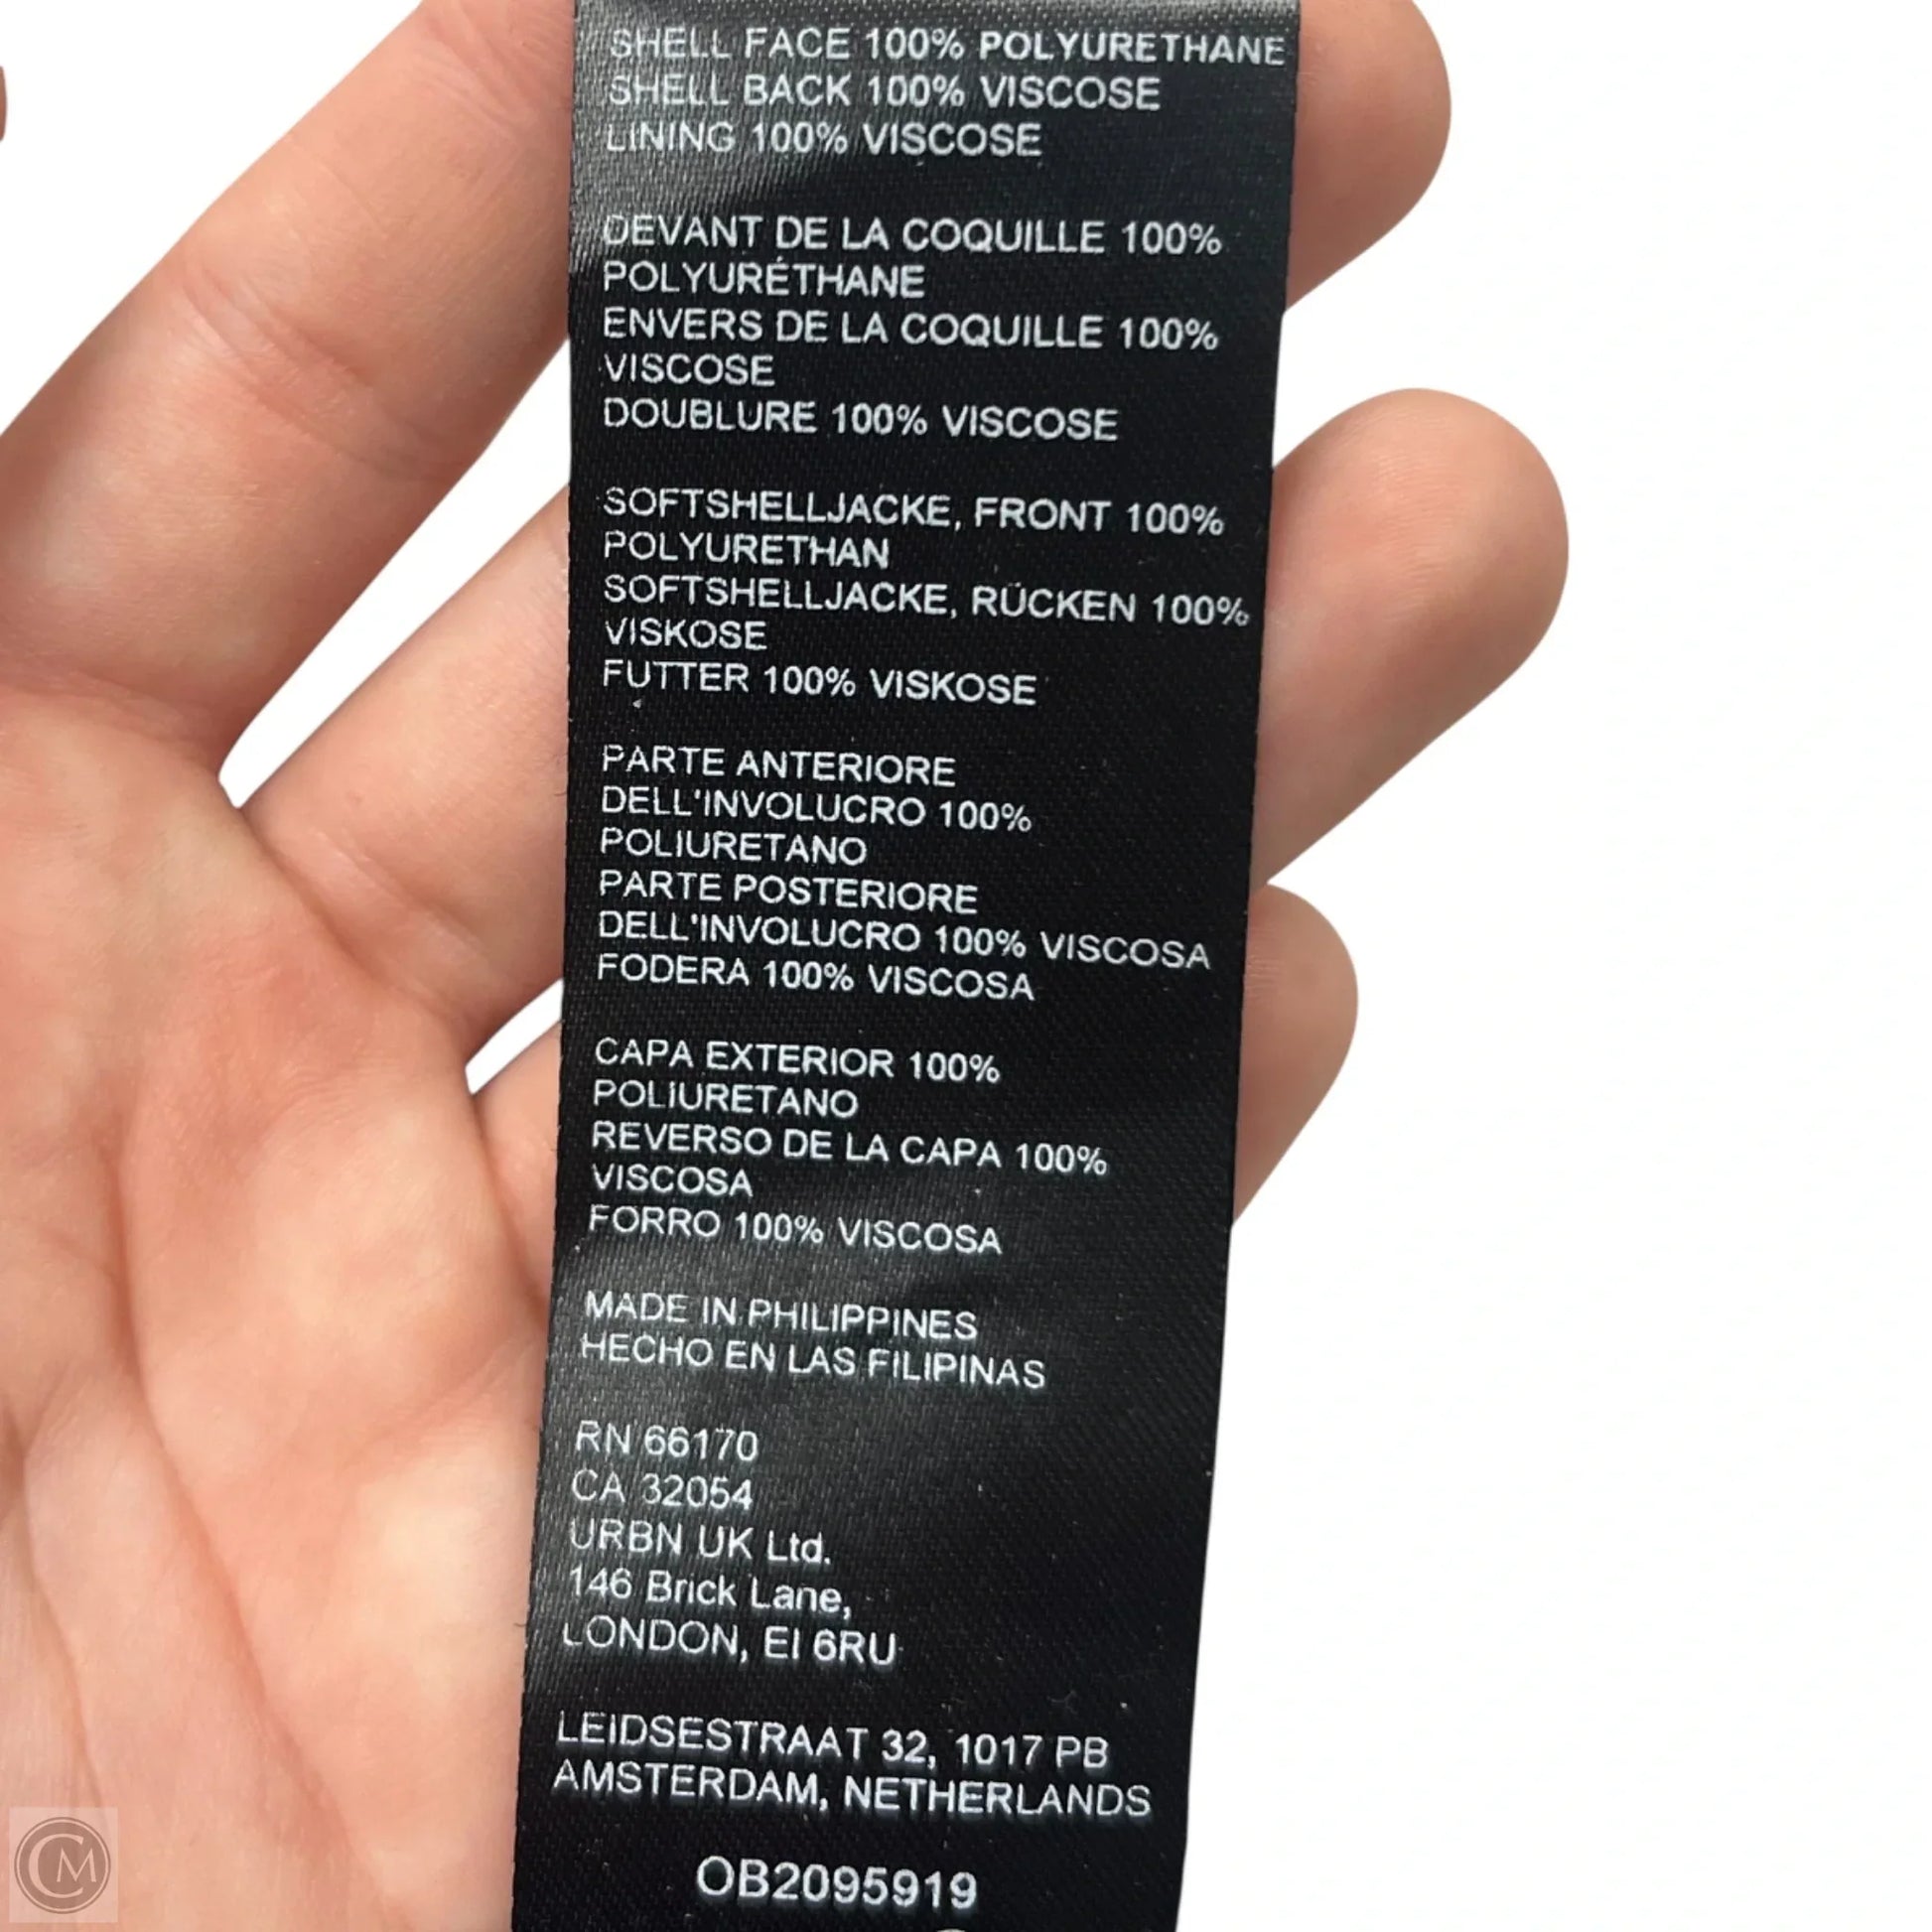 SHELL FACE 100% POLYURETHANE
SHELL BACK 100% VISCOSE
LINING 100% VISCOSE
DEVANT DE LA COQUILLE 100%
POLYURÉTHANE
ENVERS DE LA COQUILLE 100%
VISCOSE
DOUBLURE 100% VISCOSE
SOFTSHELLJACKE, FRONT 100%
POLYURETHAN
SOFTSHELLJACKE, RÜCKEN 100%
VISKOSE
FUTTER 100% VISKOSE
PARTE ANTERIORE
DELL'INVOLUCRO 100%
POLIURETANO
PARTE POSTERIORE
DELL'INVOLUCRO 100% VISCOSA
FODERA 100% VISCOSA
CAPA EXTERIOR 100%
POLIURETANO
REVERSO DE LA CAPA 100%
VISCOSA
FORRO 100% VISCOSA
MADE IN PHILIPPINES
HECHO EN LAS FILIPINAS
RN 66170
CA 32054
URBN UK Ltd.
146 Brick Lane,
LONDON, EI 6RU
LEIDSESTRAAT 32, 1017 PB
AMSTERDAM, NETHERLANDS
OB2095919
CM